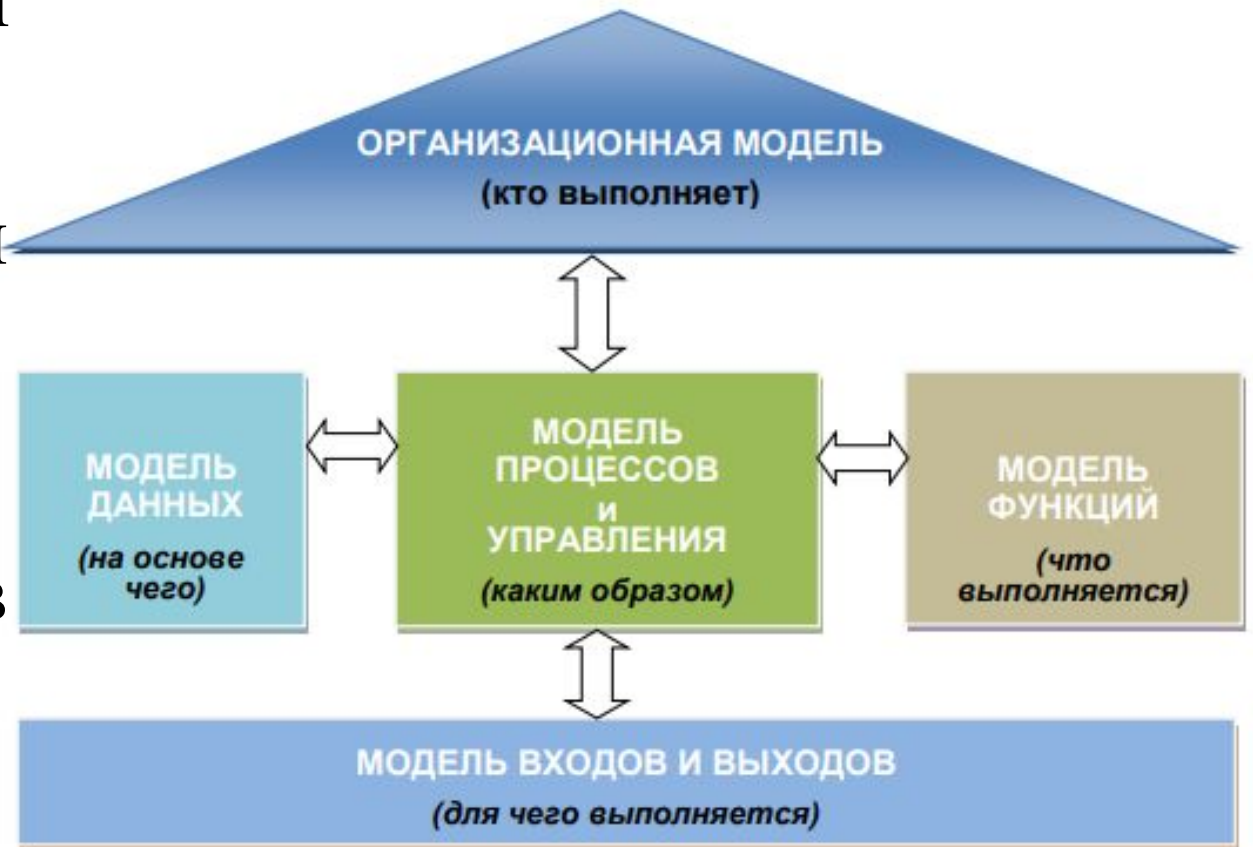 ОРГАНИЗАЦИОННАЯ МОДЕЛЬ
(кто выполняет)
МОДЕЛЬ
ДАННЫХ
(на основе
чего)
МОДЕЛЬ
ПРОЦЕССОВ
и
УПРАВЛЕНИЯ
(каким образом)
МОДЕЛЬ
ФУНКЦИЙ
(что
выполняется)
МОДЕЛЬ ВХОДОВ И ВЫХОДОВ
(для чего выполняется)